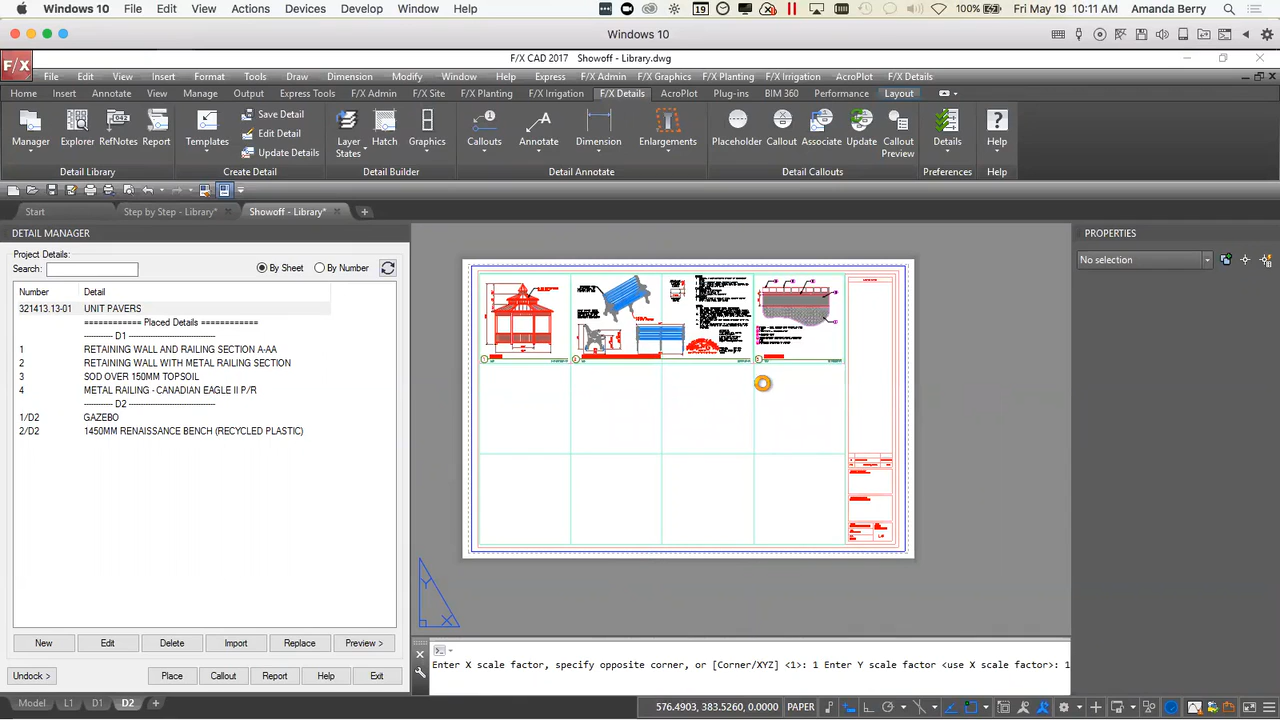 Windows 10 File Edit View Actions Devices Develop Window Help 19 100% Fri May 19 10:11 AM Amanda Berry
Windows 10
F/X CAD 2017 Showoff - Library.dwg
F/X File Edit View Insert Format Tools Draw Dimension Modify Window Help Express F/X Admin F/X Graphics F/X Planting F/X Irrigation AcroPlot F/X Details
Home Insert Annotate View Manage Output Express Tools F/X Admin F/X Site F/X Planting F/X Irrigation F/X Details AcroPlot Plug-ins BIM 360 Performance Layout
Save Detail
Edit Detail
Update Details
Manager Explorer RefNotes Report Templates Layer States Hatch Graphics Callouts Annotate Dimension Enlargements Placeholder Callout Associate Update Callout Preview Details Help
Detail Library Create Detail Detail Builder Detail Annotate Detail Callouts Preferences Help
Start Step by Step - Library* Showoff - Library*
DETAIL MANAGER
Project Details:
Search: By Sheet By Number
Number Detail
321413.13-01 UNIT PAVERS
============ Placed Details ============
---------- D1 ------------------------------
1 RETAINING WALL AND RAILING SECTION A-AA
2 RETAINING WALL WITH METAL RAILING SECTION
3 SOD OVER 150MM TOPSOIL
4 METAL RAILING - CANADIAN EAGLE II P/R
---------- D2 ------------------------------
1/D2 GAZEBO
2/D2 1450MM RENAISSANCE BENCH (RECYCLED PLASTIC)
New Edit Delete Import Replace Preview >
Undock > Place Callout Report Help Exit
PROPERTIES
No selection
Y
X
Enter X scale factor, specify opposite corner, or [Corner/XYZ] <1>: 1 Enter Y scale factor <use X scale factor>: 1
Model L1 D1 D2 +
576.4903, 383.5260, 0.0000 PAPER